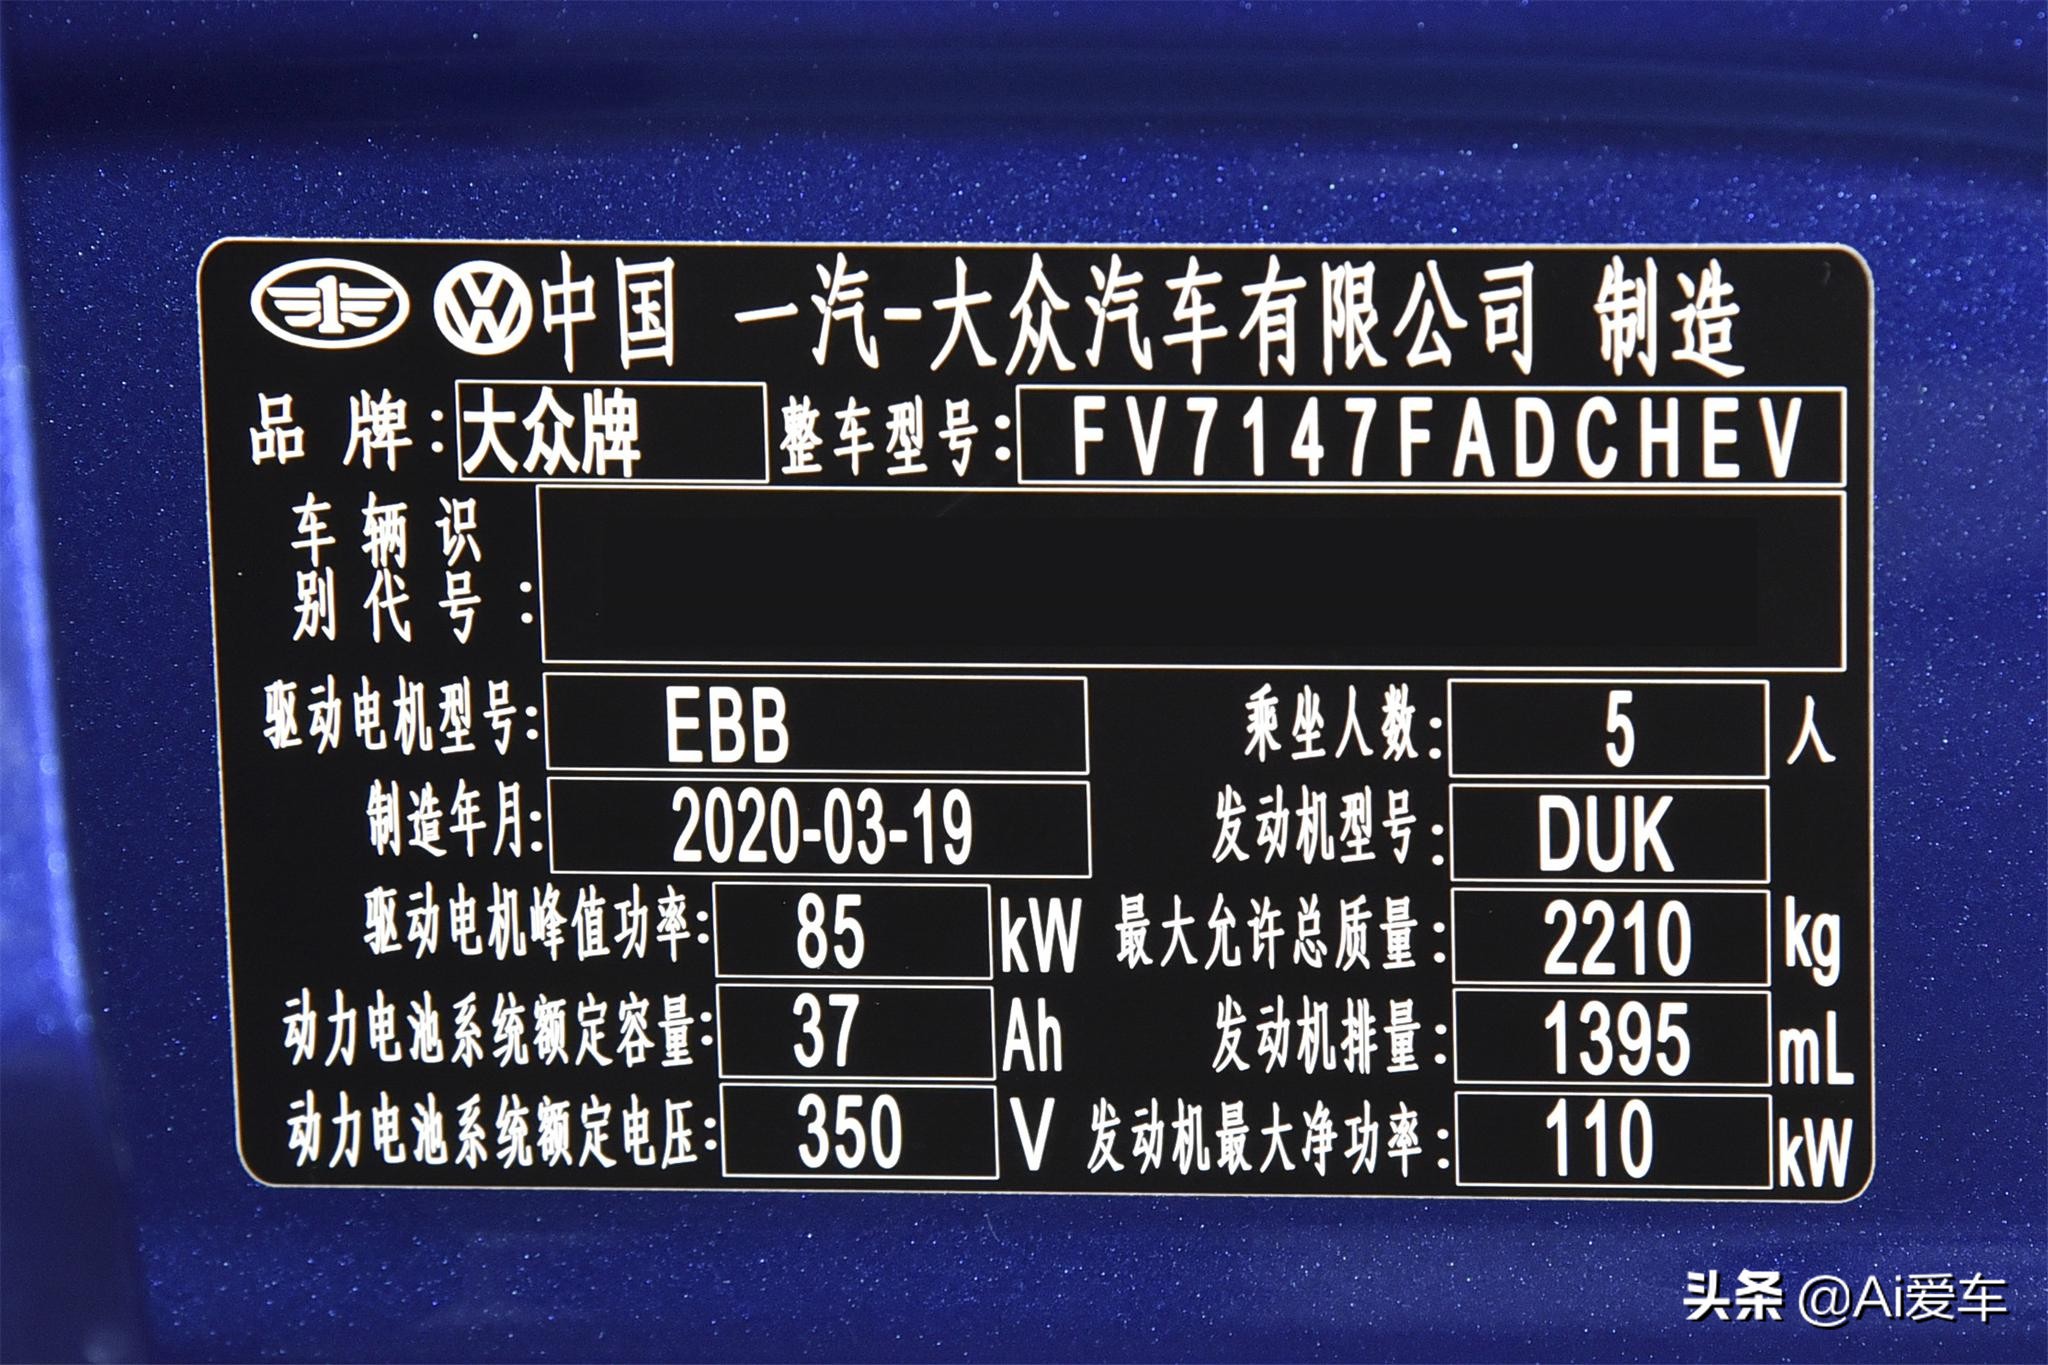 中国 一汽-大众汽车有限公司 制造
品牌: 大众牌 整车型号: FV7147FADCHEV
车辆识
别代号:
驱动电机型号: EBB 乘坐人数: 5 人
制造年月: 2020-03-19 发动机型号: DUK
驱动电机峰值功率: 85 kW 最大允许总质量: 2210 kg
动力电池系统额定容量: 37 Ah 发动机排量: 1395 mL
动力电池系统额定电压: 350 V 发动机最大净功率: 110 kW
头条 @Ai爱车